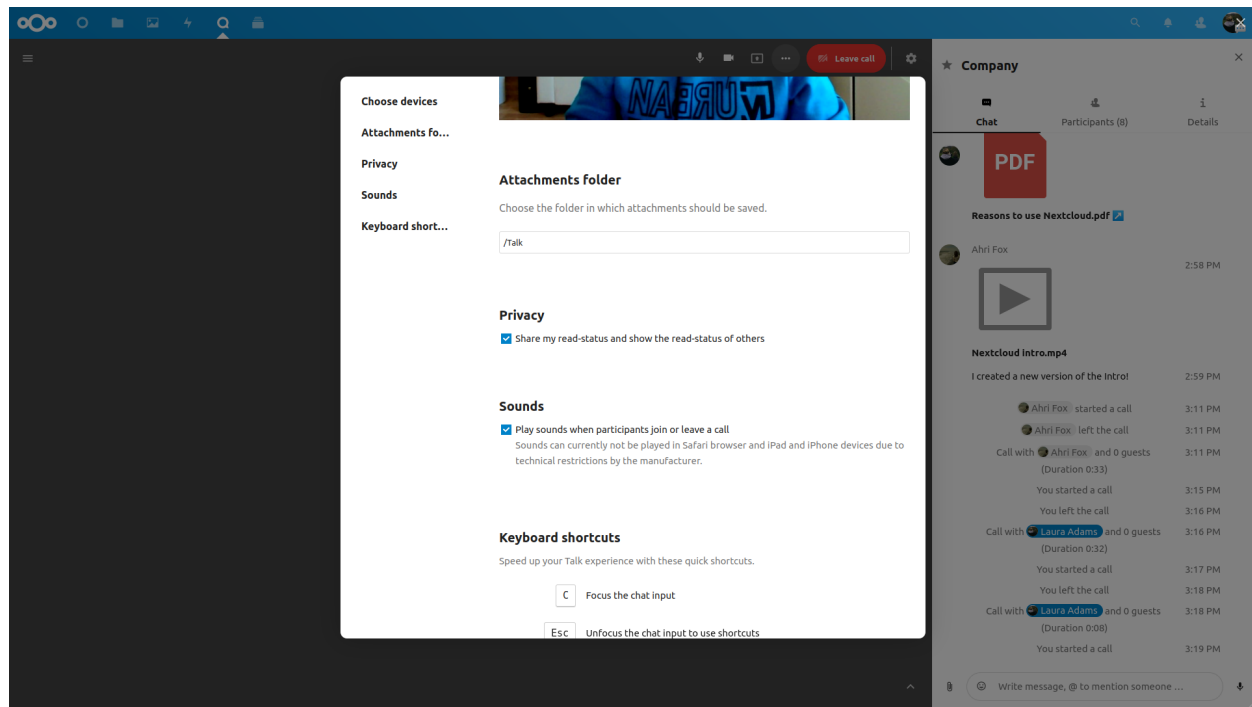 Leave call
Choose devices
Attachments fo...
Privacy
Sounds
Keyboard short...
Attachments folder
Choose the folder in which attachments should be saved.
/Talk
Privacy
Share my read-status and show the read-status of others
Sounds
Play sounds when participants join or leave a call
Sounds can currently not be played in Safari browser and iPad and iPhone devices due to
technical restrictions by the manufacturer.
Keyboard shortcuts
Speed up your Talk experience with these quick shortcuts.
C Focus the chat input
Esc Unfocus the chat input to use shortcuts
Company
Chat Participants (8) Details
PDF
Reasons to use Nextcloud.pdf
Ahri Fox
2:58 PM
Nextcloud intro.mp4
I created a new version of the Intro! 2:59 PM
Ahri Fox started a call 3:11 PM
Ahri Fox left the call 3:11 PM
Call with Ahri Fox and 0 guests 3:11 PM
(Duration 0:33)
You started a call 3:15 PM
You left the call 3:16 PM
Call with Laura Adams and 0 guests 3:16 PM
(Duration 0:32)
You started a call 3:17 PM
You left the call 3:18 PM
Call with Laura Adams and 0 guests 3:18 PM
(Duration 0:08)
You started a call 3:19 PM
Write message, @ to mention someone ...